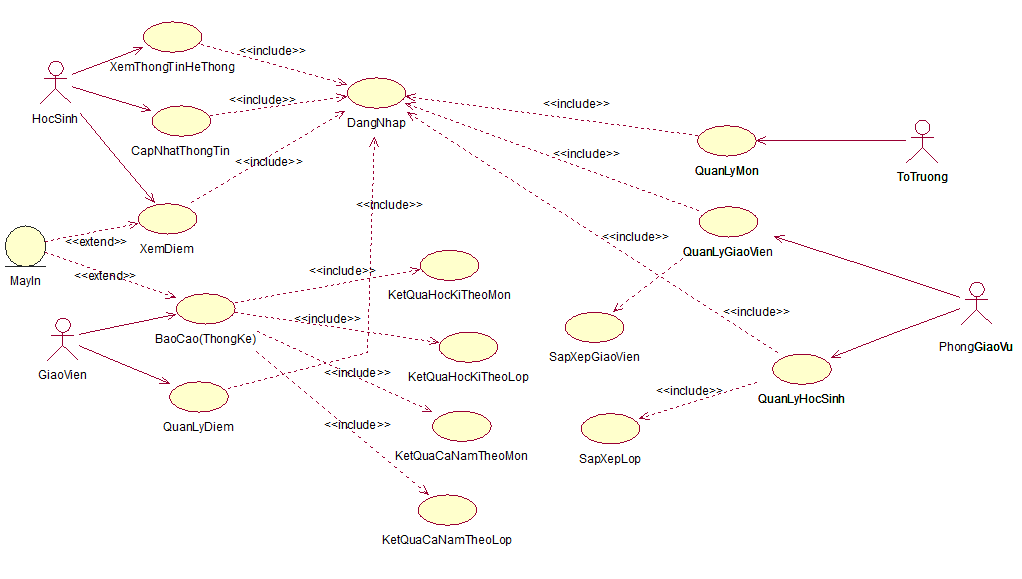 <<include>>
XemThongTinHeThong
HocSinh
<<include>>
<<include>>
DangNhap
CapNhatThongTin
<<include>>
QuanLyMon
ToTruong
<<include>>
<<include>>
<<include>>
XemDiem
<<extend>>
<<include>>
QuanLyGiaoVien
MayIn
<<extend>>
<<include>>
KetQuaHocKiTheoMon
<<include>>
<<include>>
BaoCao(ThongKe)
PhongGiaoVu
SapXepGiaoVien
GiaoVien
<<include>>
KetQuaHocKiTheoLop
<<include>>
QuanLyHocSinh
QuanLyDiem
<<include>>
KetQuaCaNamTheoMon
SapXepLop
KetQuaCaNamTheoLop